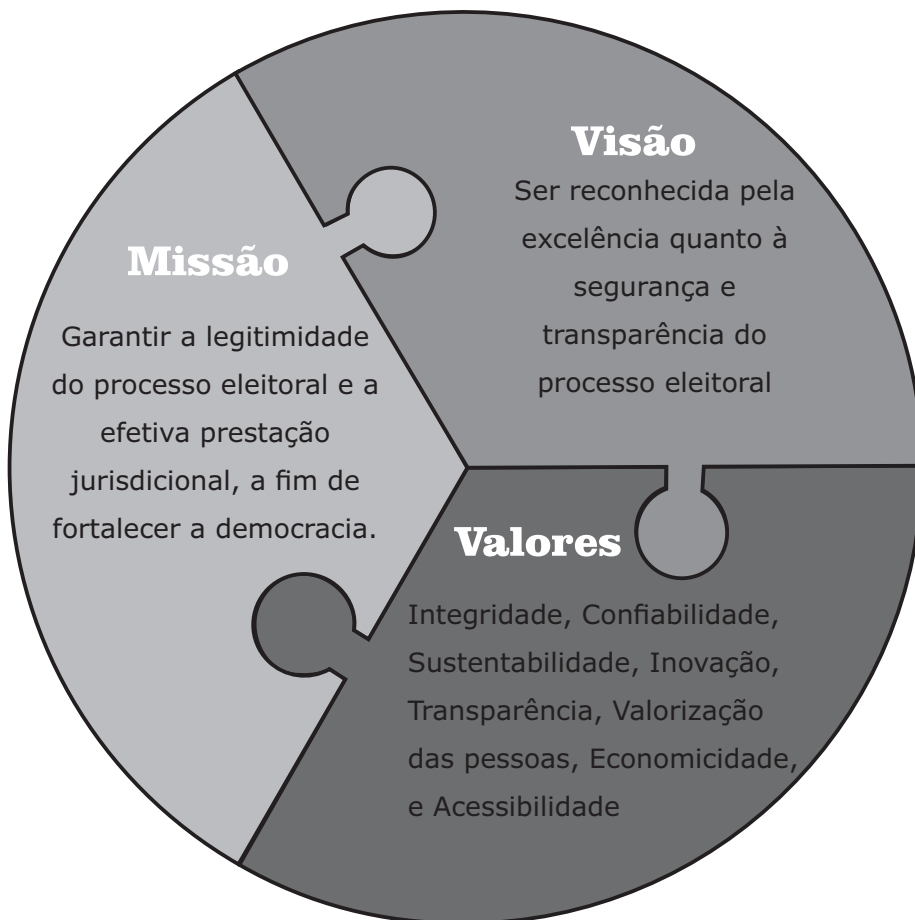 Missão
Garantir a legitimidade
do processo eleitoral e a
efetiva prestação
jurisdicional, a fim de
fortalecer a democracia.
Visão
Ser reconhecida pela
excelência quanto à
segurança e
transparência do
processo eleitoral
Valores
Integridade, Confiabilidade,
Sustentabilidade, Inovação,
Transparência, Valorização
das pessoas, Economicidade,
e Acessibilidade